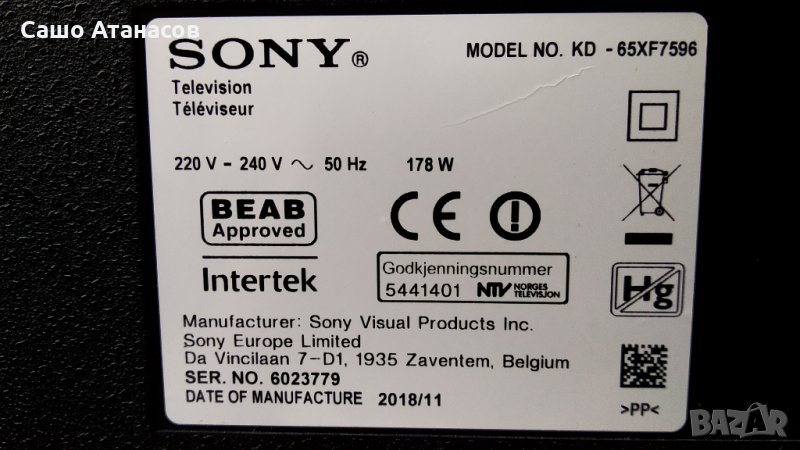 Сашо Атанасов
SONY®
MODEL NO. KD - 65XF7596
Television
Téléviseur
220 V - 240 V ~ 50 Hz 178 W
BEAB
Approved
CE
Intertek
Godkjenningsnummer
5441401 NTV NORGES
TELEVISJON
Hg
Manufacturer: Sony Visual Products Inc.
Sony Europe Limited
Da Vincilaan 7-D1, 1935 Zaventem, Belgium
SER. NO. 6023779
DATE OF MANUFACTURE 2018/11
>PP<
BAZAR